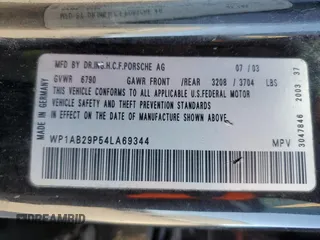 MFD BY DR.ING.H.C.F.PORSCHE AG 07/03
GVWR 6790 GAWR FRONT /REAR 3208 / 3704 LBS
THIS VEHICLE CONFORMS TO ALL APPLICABLE U.S.FEDERAL MOTOR
VEHICLE SAFETY AND THEFT PREVENTION STANDARDS
IN EFFECT ON THE DATE OF MANUFACTURE
SHOWN ABOVE.
WP1AB29P54LA69344 MPV
MADE IN GERMANY
3047846 2003 37
DREAMBID